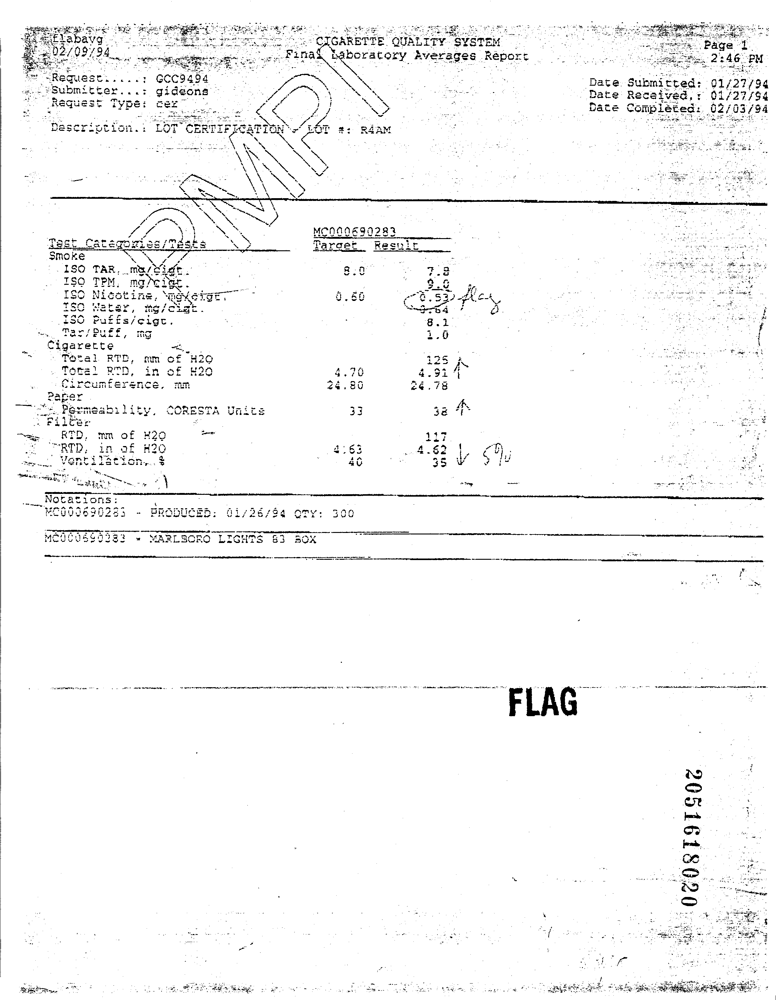 flabavg CIGARETTE QUALITY SYSTEM Page 1
02/09/94 Final Laboratory Averages Report 2:46 PM
Request.....: GCC9494 Date Submitted: 01/27/94
Submitter...: gideons Date Received.: 01/27/94
Request Type: cex Date Completed: 02/03/94
Description.: LOT CERTIFICATION - LOT #: R4AM
PMPI
MC000690283
Test Categories/Tests Target Result
Smoke
ISO TAR, mg/cigt. 8.0 7.8
ISO TPM, mg/cigt. 9.0
ISO Nicotine, mg/cigt. 0.60 0.53 flag
ISO Water, mg/cigt. 0.64
ISO Puffs/cigt. 8.1
Tar/Puff, mg 1.0
Cigarette
Total RTD, mm of H2O 125 ↑
Total RTD, in of H2O 4.70 4.91
Circumference, mm 24.80 24.78
Paper
Permeability, CORESTA Units 33 38 ↑
Filter
RTD, mm of H2O 117
RTD, in of H2O 4.63 4.62
Ventilation, % 40 35 ↓ 5%
Notations:
MC000690283 - PRODUCED: 01/26/94 QTY: 300
MC000690283 - MARLBORO LIGHTS 83 BOX
FLAG
2051618020